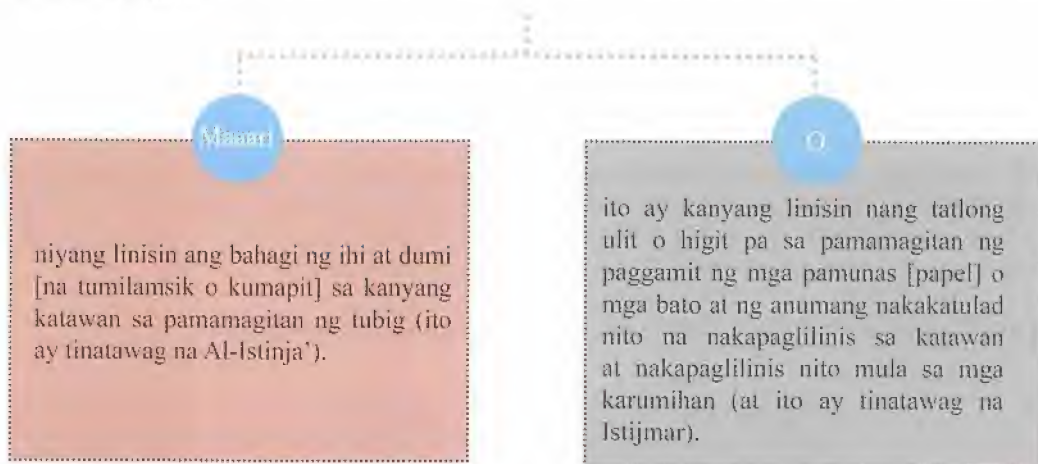 Maaari
niyang linisin ang bahagi ng ihi at dumi
[na tumilamsik o kumapit] sa kanyang
katawan sa pamamagitan ng tubig (ito
ay tinatawag na Al-Istinja’).
O
ito ay kanyang linisin nang tatlong
ulit o higit pa sa pamamagitan ng
paggamit ng mga pamunas [papel] o
mga bato at ng anumang nakakatulad
nito na nakapaglilinis sa katawan
at nakapaglilinis nito mula sa mga
karumihan (at ito ay tinatawag na
Istijmar).